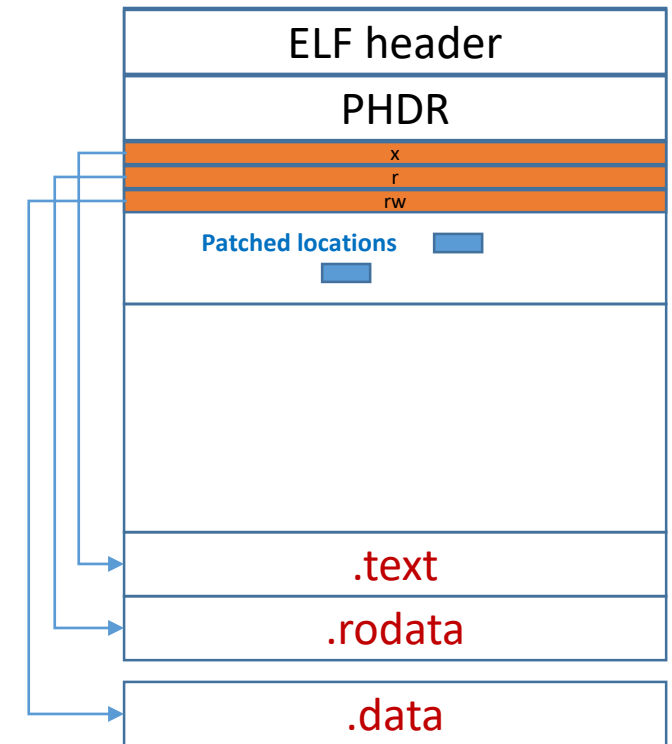 ELF header
PHDR
x
r
rw
Patched locations
.text
.rodata
.data